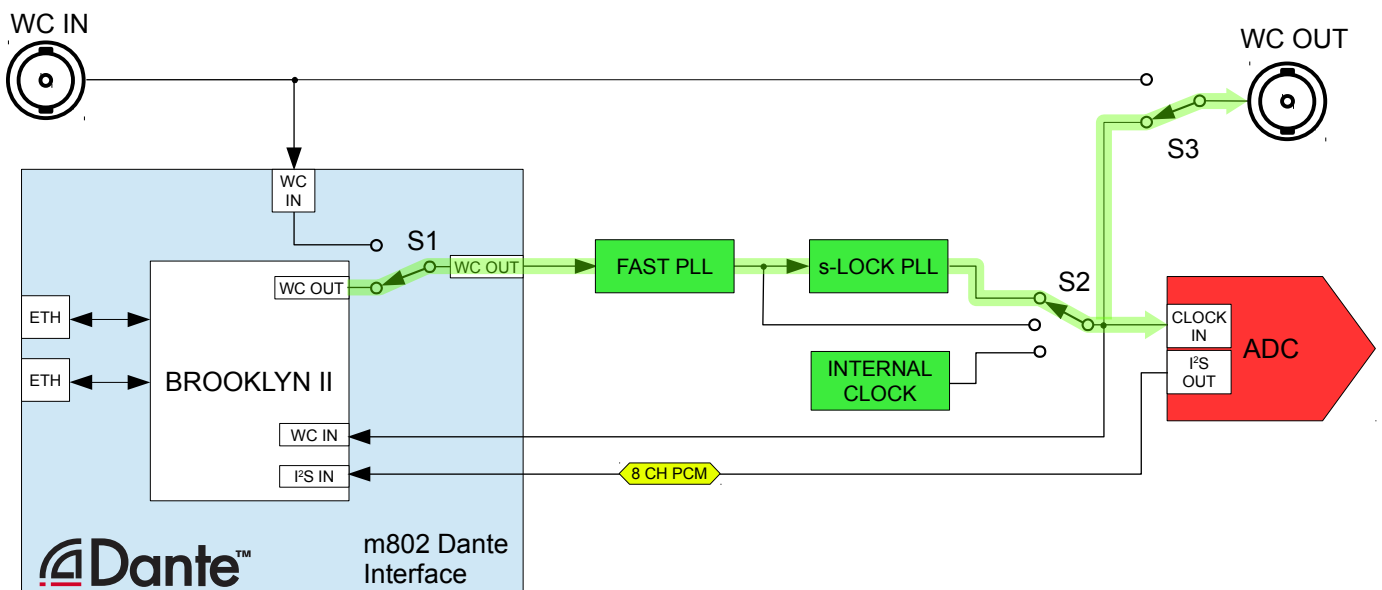 WC IN
WC OUT
S3
WC
IN
S1
WC OUT
WC OUT
FAST PLL
s-LOCK PLL
S2
ETH
ETH
BROOKLYN II
INTERNAL
CLOCK
CLOCK
IN
I²S
OUT
ADC
WC IN
I²S IN
8 CH PCM
Dante™
m802 Dante
Interface